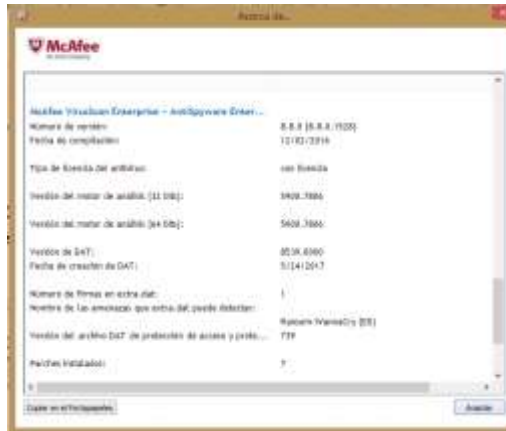 Acerca de...
McAfee
McAfee VirusScan Enterprise + AntiSpyware Enter...
Número de versión: 8.8.0 (8.8.0.1528)
Fecha de compilación: 12/02/2016
Tipo de licencia del antivirus: con licencia
Versión del motor de análisis (32 bits): 5900.7806
Versión del motor de análisis (64 bits): 5900.7806
Versión de DAT: 8539.0000
Fecha de creación de DAT: 5/24/2017
Número de firmas en extra.dat: 1
Nombre de las amenazas que extra.dat puede detectar:
Ransom-WannaCry (ED)
Versión del archivo DAT de protección de acceso y prote... 739
Parches instalados: 7
Copiar en el Portapapeles
Aceptar